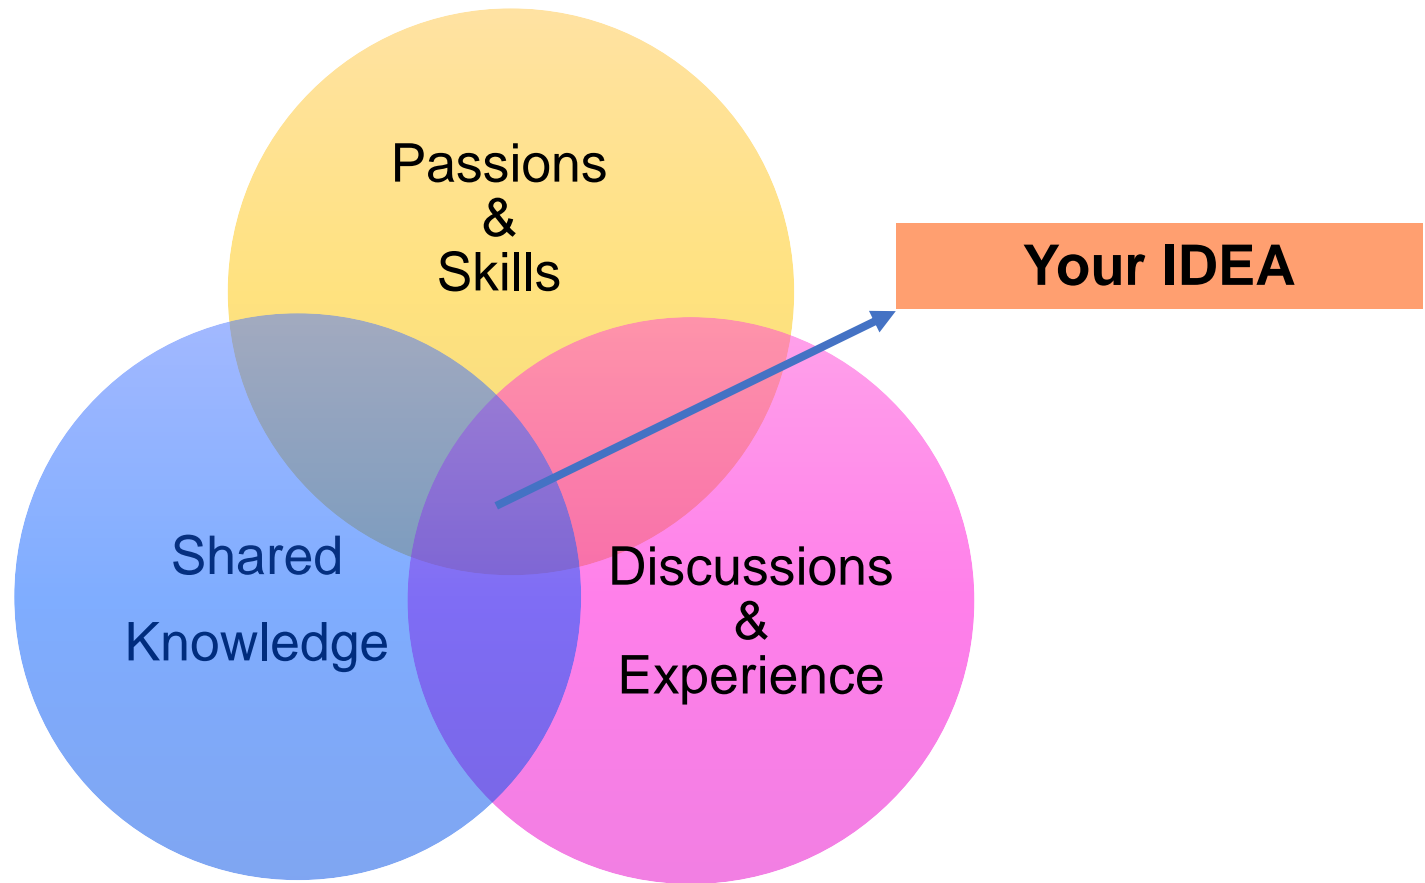 Passions
&
Skills
Your IDEA
Shared
Knowledge
Discussions
&
Experience